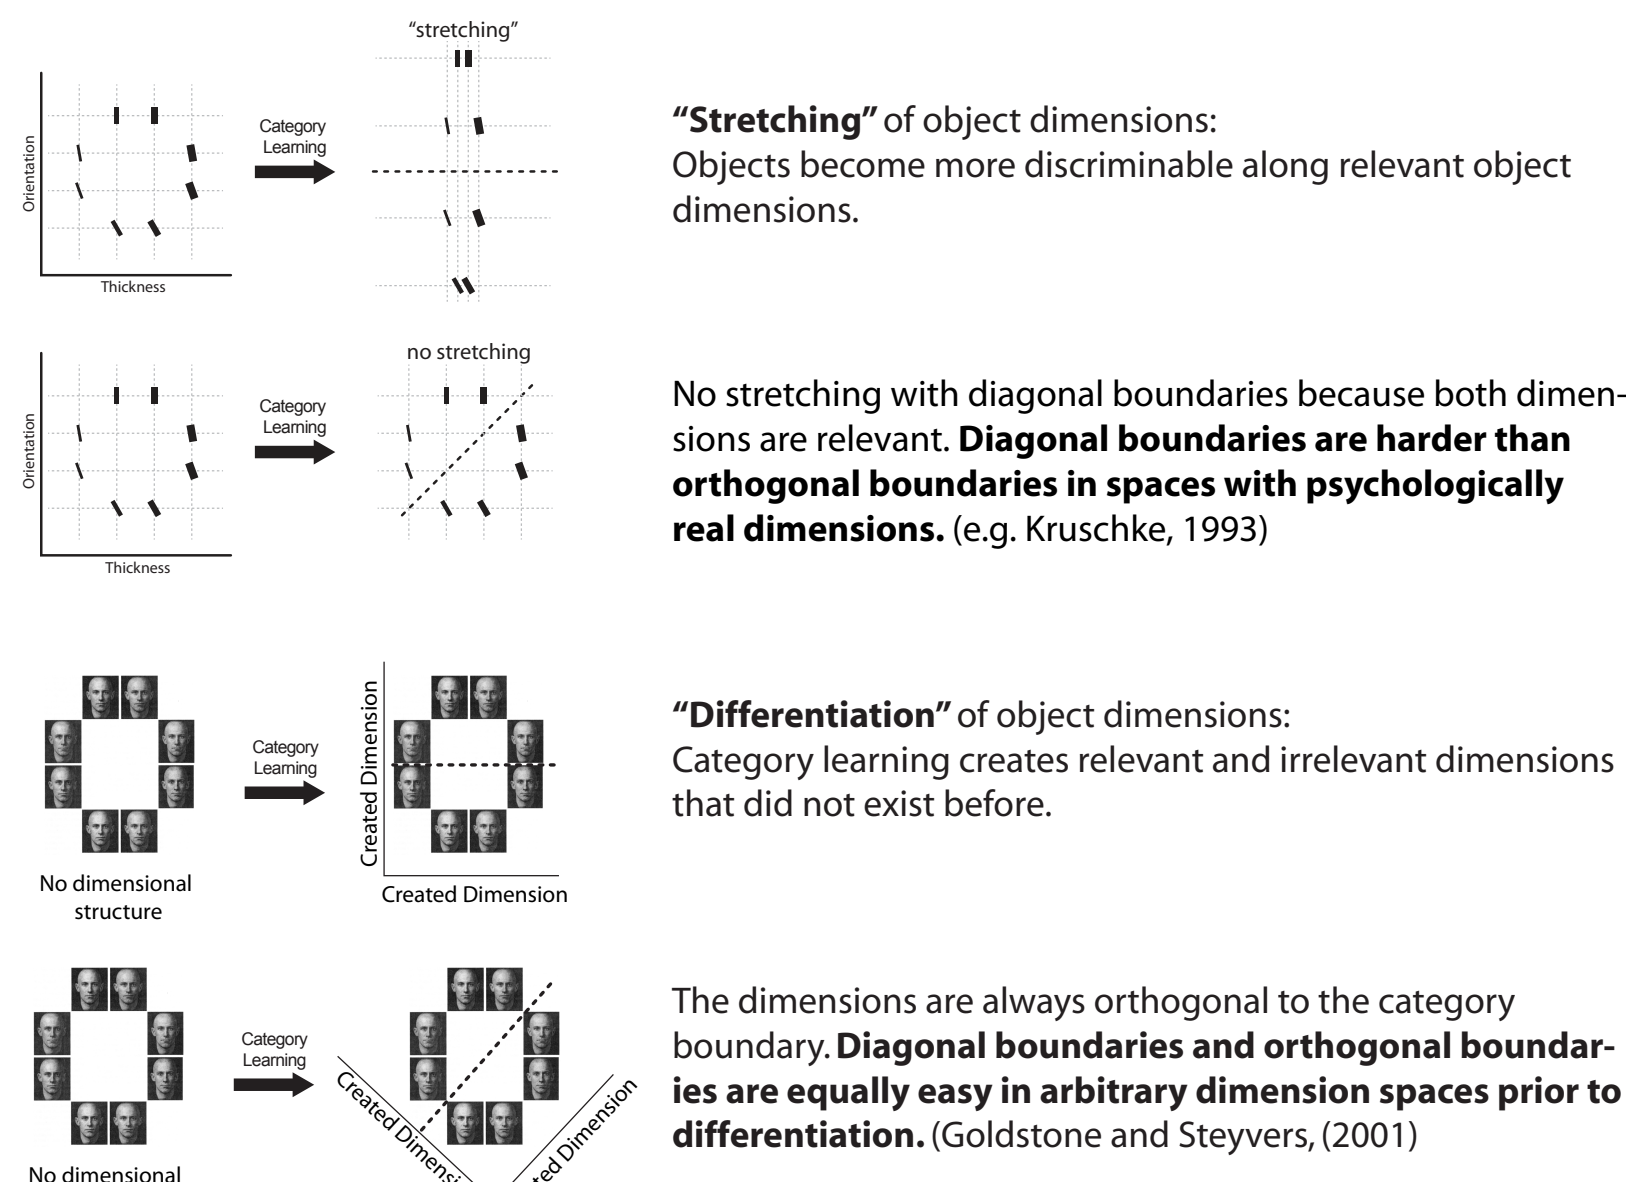 “stretching”
Orientation
Category
Learning
Thickness
“Stretching” of object dimensions:
Objects become more discriminable along relevant object
dimensions.
no stretching
Orientation
Category
Learning
Thickness
No stretching with diagonal boundaries because both dimen-
sions are relevant. Diagonal boundaries are harder than
orthogonal boundaries in spaces with psychologically
real dimensions. (e.g. Kruschke, 1993)
Category
Learning
No dimensional
structure
Created Dimension
Created Dimension
“Differentiation” of object dimensions:
Category learning creates relevant and irrelevant dimensions
that did not exist before.
Category
Learning
No dimensional
Created Dimensi
ted Dimension
The dimensions are always orthogonal to the category
boundary. Diagonal boundaries and orthogonal boundar-
ies are equally easy in arbitrary dimension spaces prior to
differentiation. (Goldstone and Steyvers, (2001)